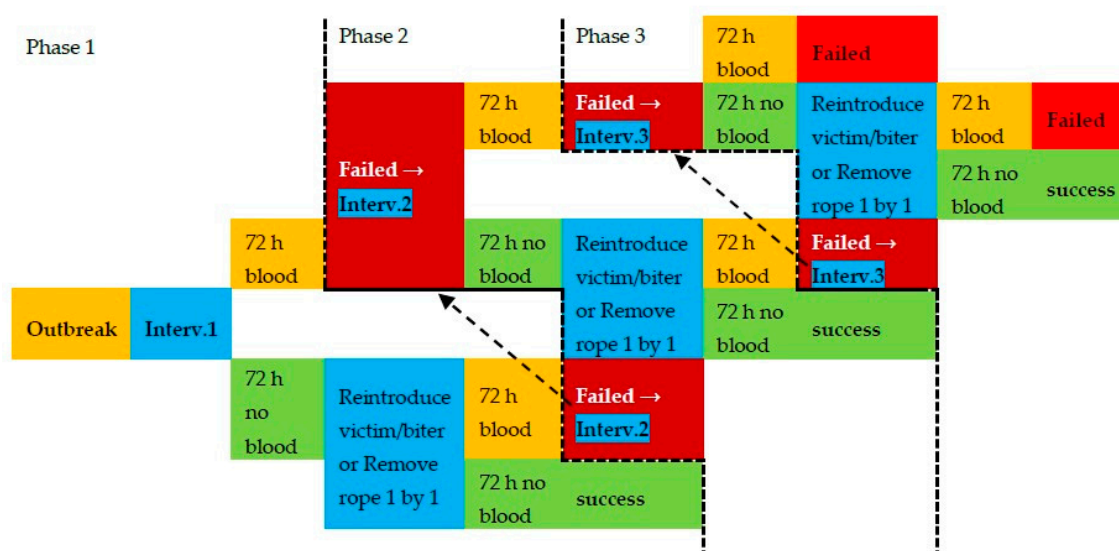 Phase 1
Phase 2
Phase 3
72 h
blood
Failed
72 h
blood
Failed →
Interv.3
72 h no
blood
Reintroduce
victim/biter
or Remove
rope 1 by 1
72 h
blood
Failed
Failed →
Interv.2
72 h no
blood
success
72 h
blood
72 h no
blood
Reintroduce
victim/biter
or Remove
rope 1 by 1
72 h
blood
Failed →
Interv.3
Outbreak
Interv.1
72 h no
blood
success
72 h
no
blood
Reintroduce
victim/biter
or Remove
rope 1 by 1
72 h
blood
Failed →
Interv.2
72 h no
blood
success